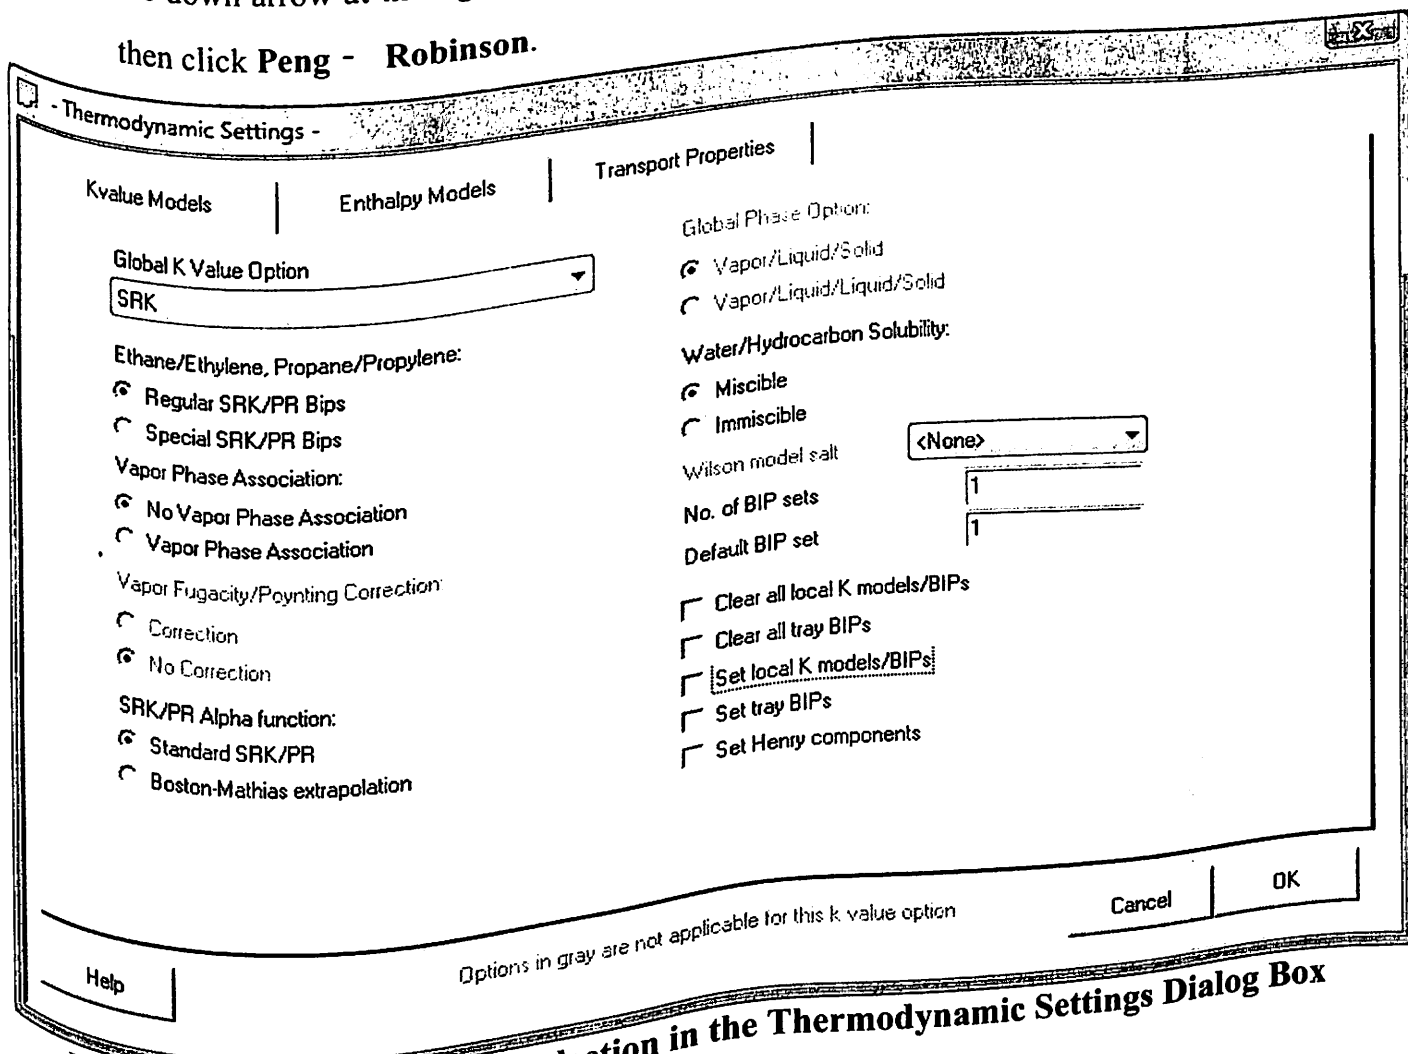 down arrow at
then click Peng - Robinson.
- Thermodynamic Settings -
Kvalue Models
Enthalpy Models
Transport Properties
Global K Value Option
SRK
Ethane/Ethylene, Propane/Propylene:
Regular SRK/PR Bips
Special SRK/PR Bips
Vapor Phase Association:
No Vapor Phase Association
Vapor Phase Association
Vapor Fugacity/Poynting Correction
Correction
No Correction
SRK/PR Alpha function:
Standard SRK/PR
Boston-Mathias extrapolation
Global Phase Option:
Vapor/Liquid/Solid
Vapor/Liquid/Liquid/Solid
Water/Hydrocarbon Solubility:
Miscible
Immiscible
Wilson model salt
<None>
No. of BIP sets
1
Default BIP set
1
Clear all local K models/BIPs
Clear all tray BIPs
Set local K models/BIPs
Set tray BIPs
Set Henry components
Help
Options in gray are not applicable for this k value option
Cancel
OK
in the Thermodynamic Settings Dialog Box